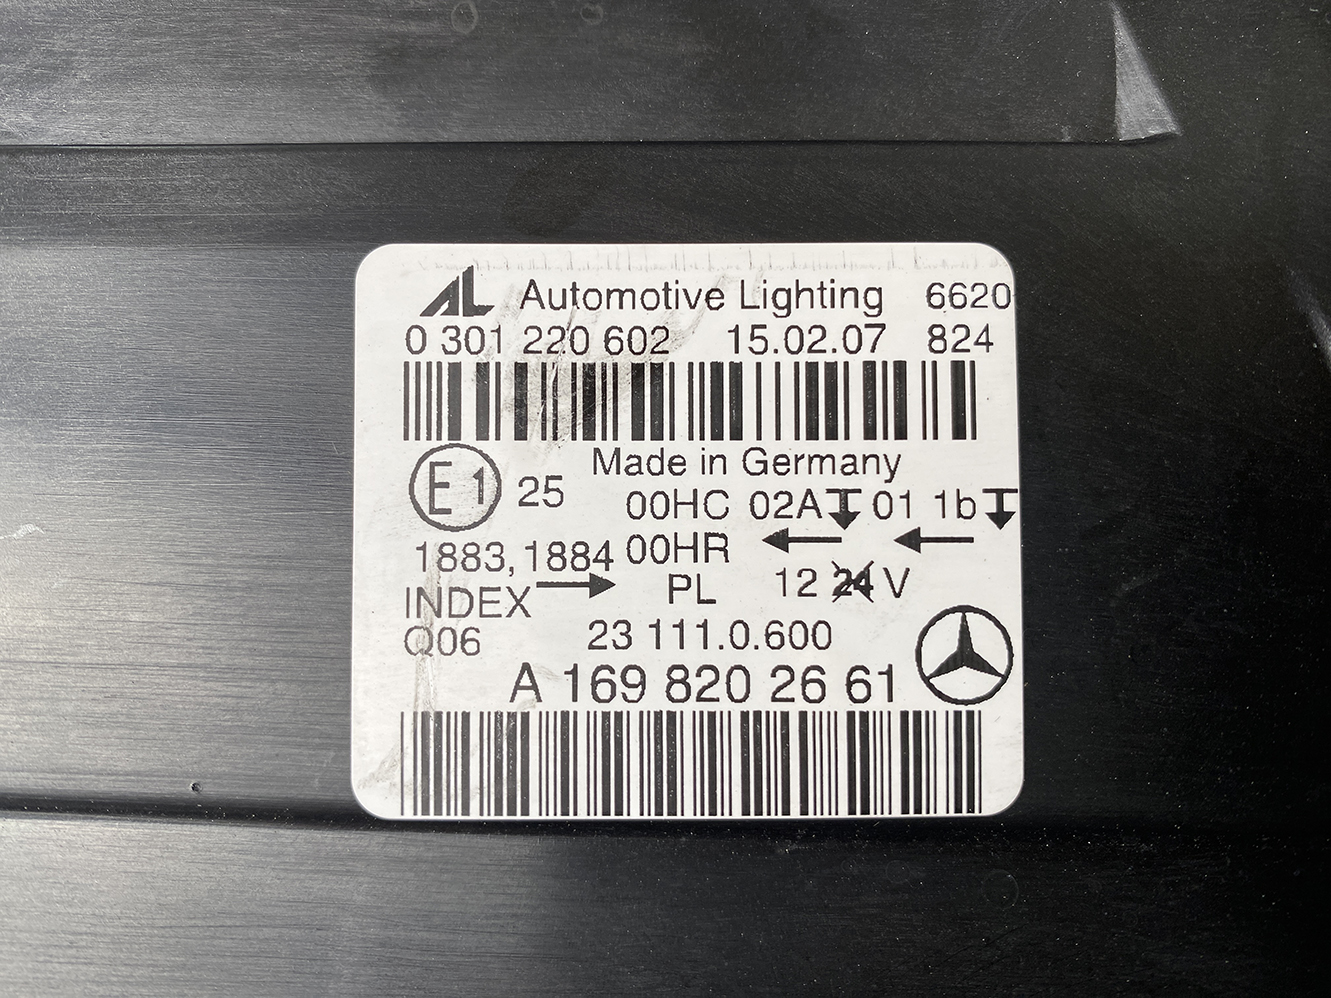 AL Automotive Lighting 6620
0 301 220 602 15.02.07 824
Made in Germany
E1 25 00HC 02A 01 1b
1883,1884 00HR
INDEX PL 12 24 V
Q06 23 111.0.600
A 169 820 26 61